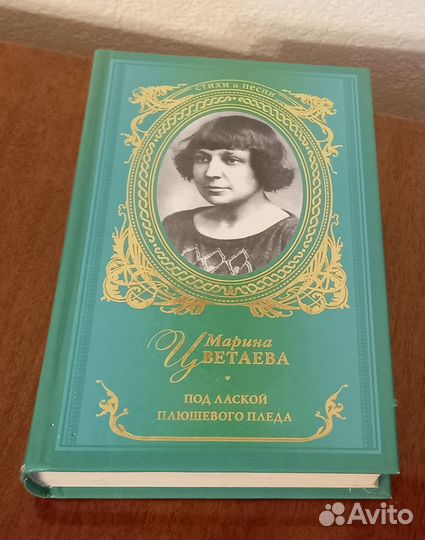 СТИХИ и ПЕСНИ
Марина
ЦВЕТАЕВА
ПОД ЛАСКОЙ
ПЛЮШЕВОГО ПЛЕДА
Avito